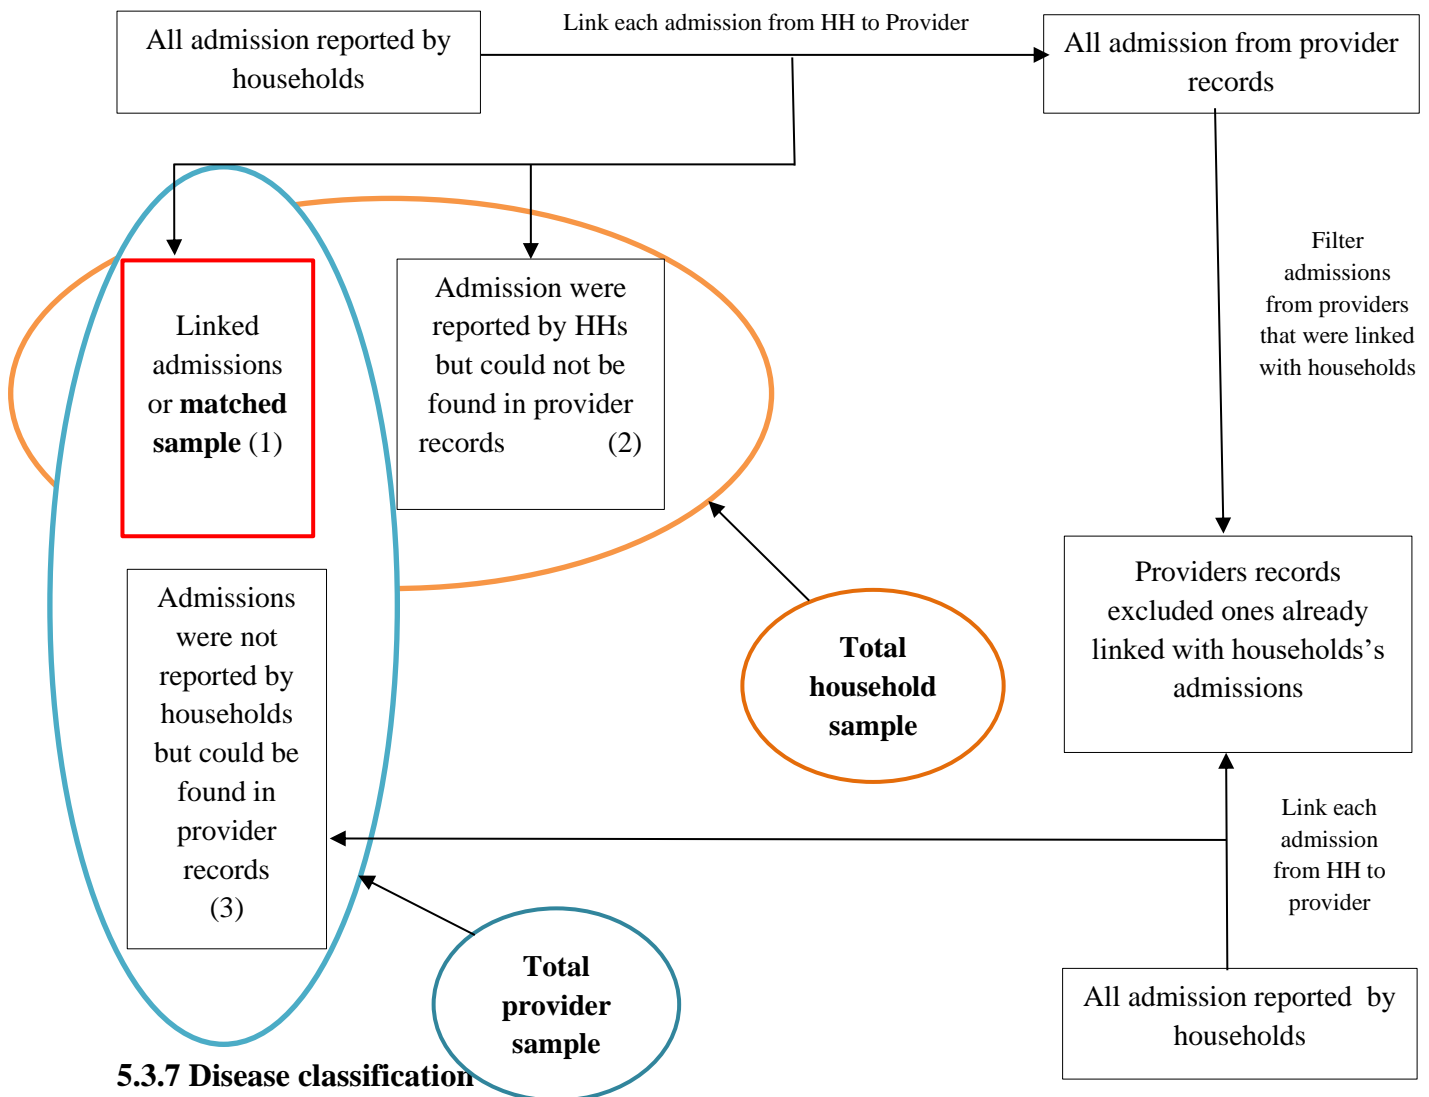 All admission reported by
households
Link each admission from HH to Provider
All admission from provider
records
Filter
admissions
from providers
that were linked
with households
Linked
admissions
or matched
sample (1)
Admission were
reported by HHs
but could not be
found in provider
records (2)
Admissions
were not
reported by
households
but could be
found in
provider
records
(3)
Total
household
sample
Providers records
excluded ones already
linked with households's
admissions
Link each
admission
from HH to
provider
Total
provider
sample
All admission reported by
households
5.3.7 Disease classification